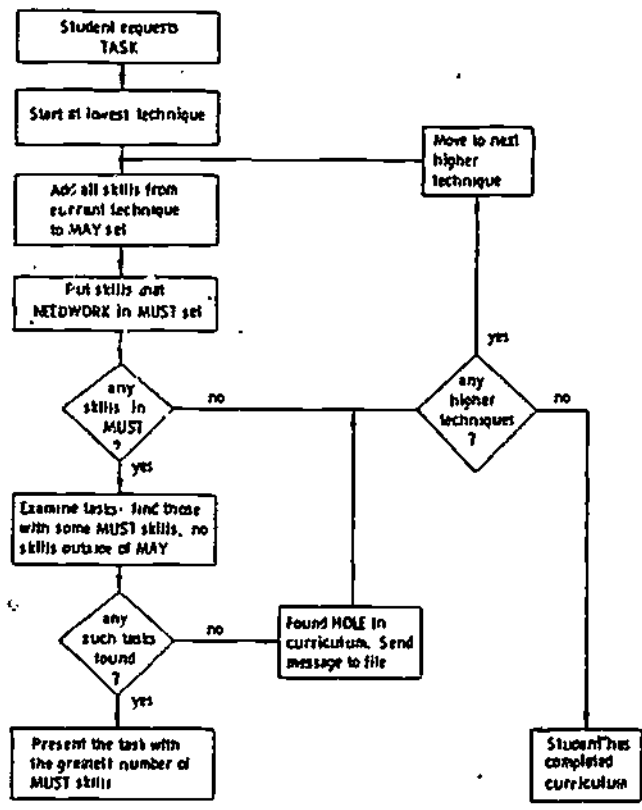 Student requests
TASK
Start at lowest technique
Move to next
higher
technique
Add all skills from
current technique
to MAY set
Put skills that
NEEDWORK in MUST set
yes
any
skills in
MUST
?
no
any
higher
techniques
?
no
yes
Examine tasks: find those
with some MUST skills, no
skills outside of MAY
any
such tasks
found
?
no
Found HOLE in
curriculum. Send
message to file
yes
Present the task with
the greatest number of
MUST skills
Student has
completed
curriculum